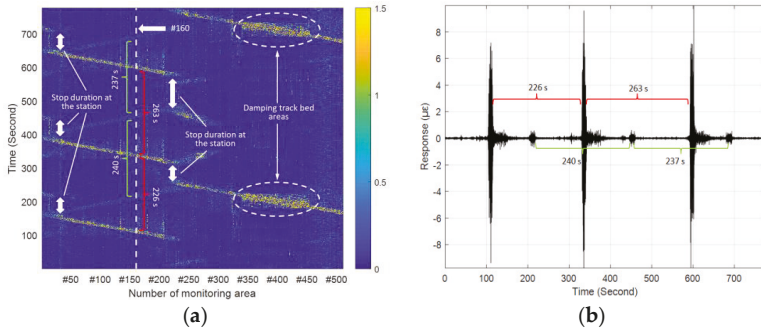 #160
Stop duration at
the station
237 s
263 s
Stop duration at
the station
Damping track bed
areas
240 s
226 s
Time (Second)
700
600
500
400
300
200
100
#50 #100 #150 #200 #250 #300 #350 #400 #450 #500
Number of monitoring area
1.5
1
0.5
0
(a)
Response (με)
8
6
4
2
0
-2
-4
-6
-8
226 s
263 s
240 s
237 s
0 100 200 300 400 500 600 700
Time (Second)
(b)